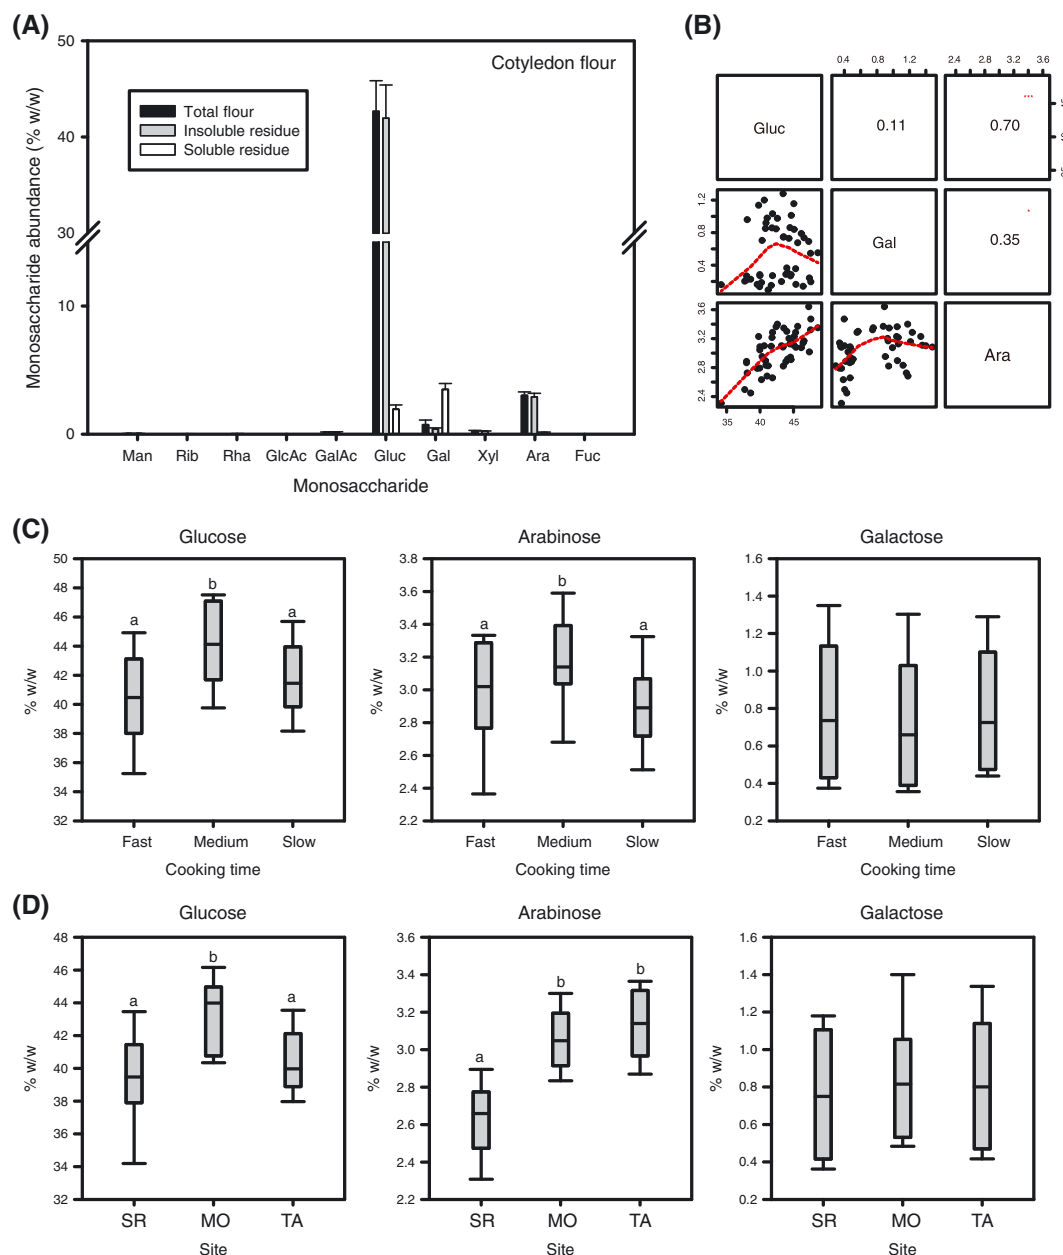 (A)
50
40
30
10
0
Monosaccharide abundance (% w/w)
Cotyledon flour
Total flour
Insoluble residue
Soluble residue
Man Rib Rha GlcAc GalAc Gluc Gal Xyl Ara Fuc
Monosaccharide
(B)
0.4 1.2 2.4 3.0 3.6
Gluc 0.11 0.70 ***
Gal 0.35 *
Ara
0.4 0.8 1.2
2.4 2.8 3.2 3.6
35 40 45
(C)
Glucose
50
48
46
44
42
40
38
36
34
32
% w/w
a b a
Fast Medium Slow
Cooking time
Arabinose
3.8
3.6
3.4
3.2
3.0
2.8
2.6
2.4
2.2
% w/w
a b a
Fast Medium Slow
Cooking time
Galactose
1.6
1.4
1.2
1.0
0.8
0.6
0.4
0.2
% w/w
Fast Medium Slow
Cooking time
(D)
Glucose
48
46
44
42
40
38
36
34
32
% w/w
a b a
SR MO TA
Site
Arabinose
3.6
3.4
3.2
3.0
2.8
2.6
2.4
2.2
% w/w
a b b
SR MO TA
Site
Galactose
1.6
1.4
1.2
1.0
0.8
0.6
0.4
0.2
% w/w
SR MO TA
Site